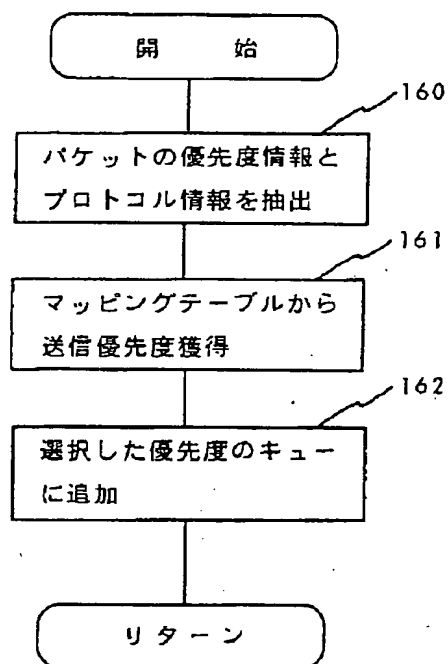 開始
160
パケットの優先度情報と
プロトコル情報を抽出
161
マッピングテーブルから
送信優先度獲得
162
選択した優先度のキュー
に追加
リターン